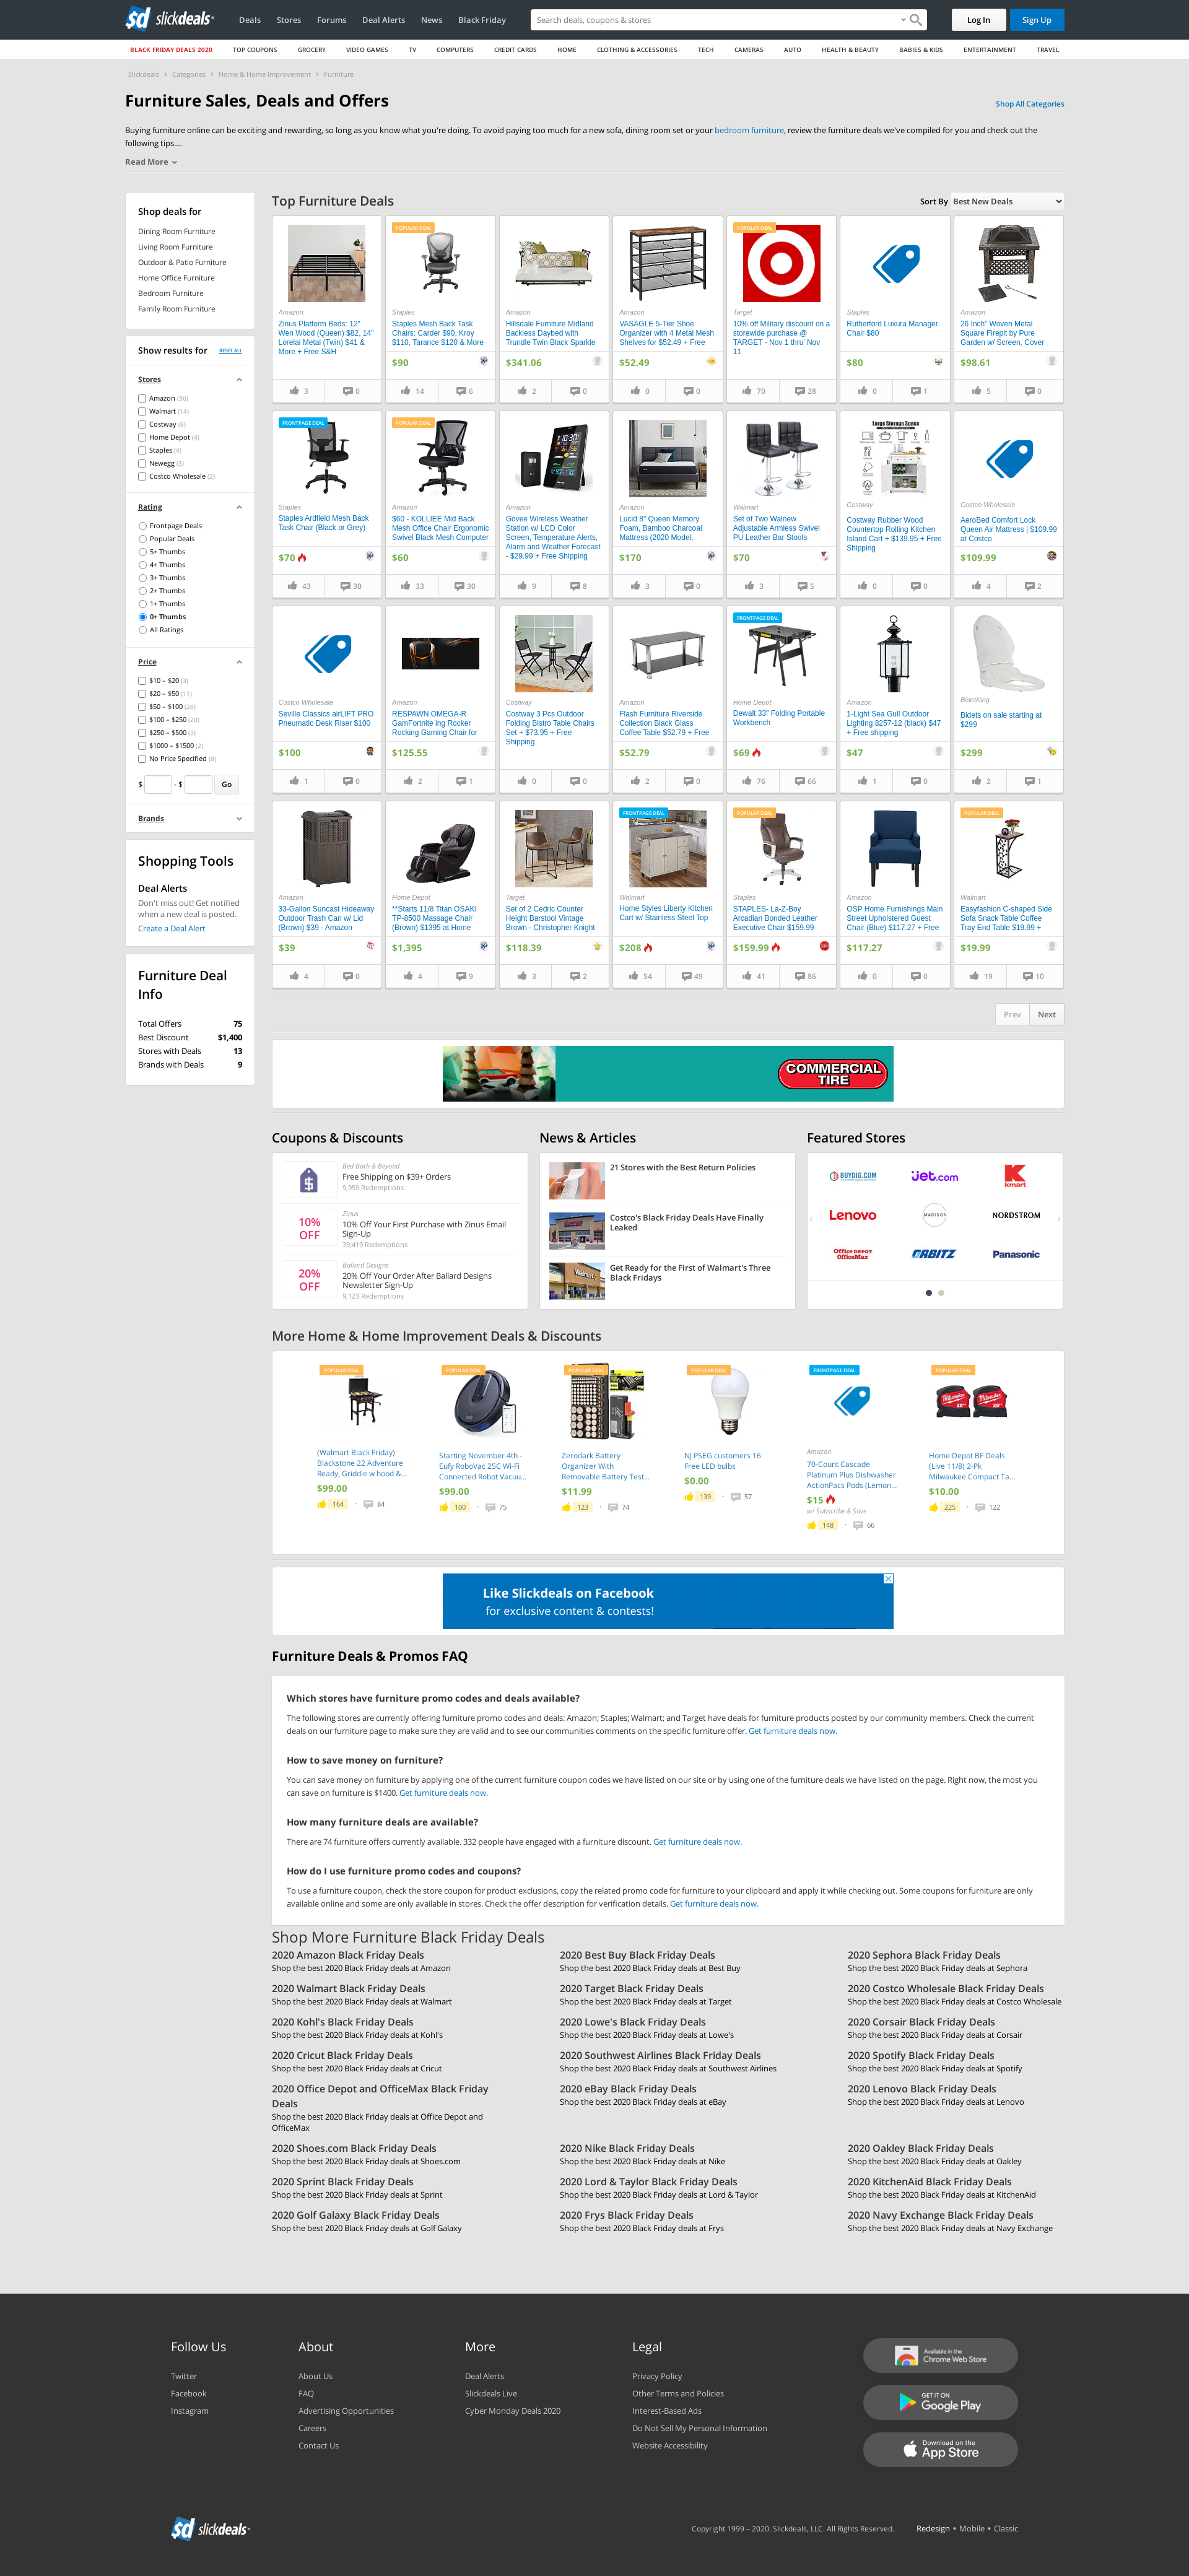 slickdeals
Deals Stores Forums Deal Alerts News Black Friday
Search deals, coupons & stores
Log In Sign Up
BLACK FRIDAY DEALS 2020 TOP COUPONS GROCERY VIDEO GAMES TV COMPUTERS CREDIT CARDS HOME CLOTHING & ACCESSORIES TECH CAMERAS AUTO HEALTH & BEAUTY BABIES & KIDS ENTERTAINMENT TRAVEL
Slickdeals > Categories > Home & Home Improvement > Furniture
Furniture Sales, Deals and Offers
Shop All Categories
Buying furniture online can be exciting and rewarding, so long as you know what you're doing. To avoid paying too much for a new sofa, dining room set or your bedroom furniture, review the furniture deals we've compiled for you and check out the
following tips....
Read More
Shop deals for
Dining Room Furniture
Living Room Furniture
Outdoor & Patio Furniture
Home Office Furniture
Bedroom Furniture
Family Room Furniture
Show results for RESET ALL
Stores
Amazon (36)
Walmart (14)
Costway (6)
Home Depot (4)
Staples (4)
Newegg (3)
Costco Wholesale (2)
Rating
Frontpage Deals
Popular Deals
5+ Thumbs
4+ Thumbs
3+ Thumbs
2+ Thumbs
1+ Thumbs
0+ Thumbs
All Ratings
Price
$10 – $20 (3)
$20 – $50 (11)
$50 – $100 (28)
$100 – $250 (20)
$250 – $500 (3)
$1000 – $1500 (2)
No Price Specified (8)
$ - $ Go
Brands
Shopping Tools
Deal Alerts
Don't miss out! Get notified
when a new deal is posted.
Create a Deal Alert
Furniture Deal
Info
Total Offers 75
Best Discount $1,400
Stores with Deals 13
Brands with Deals 9
Top Furniture Deals
Sort By Best New Deals
Amazon
Zinus Platform Beds: 12"
Wen Wood (Queen) $82, 14"
Lorelai Metal (Twin) $41 &
More + Free S&H
3 0
POPULAR DEAL
Staples
Staples Mesh Back Task
Chairs: Carder $90, Kroy
$110, Tarance $120 & More
$90
14 6
Amazon
Hillsdale Furniture Midland
Backless Daybed with
Trundle Twin Black Sparkle
$341.06
2 0
Amazon
VASAGLE 5-Tier Shoe
Organizer with 4 Metal Mesh
Shelves for $52.49 + Free
$52.49
0 0
POPULAR DEAL
Target
10% off Military discount on a
storewide purchase @
TARGET - Nov 1 thru' Nov
11
70 28
Staples
Rutherford Luxura Manager
Chair $80
$80
0 1
Amazon
26 Inch" Woven Metal
Square Firepit by Pure
Garden w/ Screen, Cover
$98.61
5 0
FRONTPAGE DEAL
Staples
Staples Ardfield Mesh Back
Task Chair (Black or Grey)
$70
43 30
POPULAR DEAL
Amazon
$60 - KOLLIEE Mid Back
Mesh Office Chair Ergonomic
Swivel Black Mesh Computer
$60
33 30
Amazon
Govee Wireless Weather
Station w/ LCD Color
Screen, Temperature Alerts,
Alarm and Weather Forecast
- $29.99 + Free Shipping
9 8
Amazon
Lucid 8" Queen Memory
Foam, Bamboo Charcoal
Mattress (2020 Model,
$170
3 0
Walmart
Set of Two Walnew
Adjustable Armless Swivel
PU Leather Bar Stools
$70
3 5
Large Storage Space
Costway
Costway Rubber Wood
Countertop Rolling Kitchen
Island Cart + $139.95 + Free
Shipping
0 0
Costco Wholesale
AeroBed Comfort Lock
Queen Air Mattress | $109.99
at Costco
$109.99
4 2
Costco Wholesale
Seville Classics airLIFT PRO
Pneumatic Desk Riser $100
$100
1 0
Amazon
RESPAWN OMEGA-R
GamFortnite ing Rocker
Rocking Gaming Chair for
$125.55
2 1
Costway
Costway 3 Pcs Outdoor
Folding Bistro Table Chairs
Set + $73.95 + Free
Shipping
0 0
Amazon
Flash Furniture Riverside
Collection Black Glass
Coffee Table $52.79 + Free
$52.79
2 0
FRONTPAGE DEAL
Home Depot
Dewalt 33" Folding Portable
Workbench
$69
76 66
Amazon
1-Light Sea Gull Outdoor
Lighting 8257-12 (black) $47
+ Free shipping
$47
1 0
BidetKing
Bidets on sale starting at
$299
$299
2 1
Amazon
33-Gallon Suncast Hideaway
Outdoor Trash Can w/ Lid
(Brown) $39 - Amazon
$39
4 0
Home Depot
**Starts 11/8 Titan OSAKI
TP-8500 Massage Chair
(Brown) $1395 at Home
$1,395
4 9
Target
Set of 2 Cedric Counter
Height Barstool Vintage
Brown - Christopher Knight
$118.39
3 2
FRONTPAGE DEAL
Walmart
Home Styles Liberty Kitchen
Cart w/ Stainless Steel Top
$208
54 49
POPULAR DEAL
Staples
STAPLES- La-Z-Boy
Arcadian Bonded Leather
Executive Chair $159.99
$159.99
41 86
Amazon
OSP Home Furnishings Main
Street Upholstered Guest
Chair (Blue) $117.27 + Free
$117.27
0 0
POPULAR DEAL
Walmart
Easyfashion C-shaped Side
Sofa Snack Table Coffee
Tray End Table $19.99 +
$19.99
19 10
Prev Next
COMMERCIAL
TIRE
Coupons & Discounts
Bed Bath & Beyond
Free Shipping on $39+ Orders
9,959 Redemptions
10%
OFF
Zinus
10% Off Your First Purchase with Zinus Email
Sign-Up
39,419 Redemptions
20%
OFF
Ballard Designs
20% Off Your Order After Ballard Designs
Newsletter Sign-Up
9,123 Redemptions
News & Articles
21 Stores with the Best Return Policies
Costco's Black Friday Deals Have Finally
Leaked
Get Ready for the First of Walmart's Three
Black Fridays
Featured Stores
BUYDIG.COM jet.com Kmart
Lenovo MADISON NORDSTROM
Office DEPOT OfficeMax ORBITZ Panasonic
More Home & Home Improvement Deals & Discounts
POPULAR DEAL
(Walmart Black Friday)
Blackstone 22 Adventure
Ready, Griddle w hood &...
$99.00
164 • 84
POPULAR DEAL
Starting November 4th -
Eufy RoboVac 25C Wi-Fi
Connected Robot Vacuu...
$99.00
100 • 75
POPULAR DEAL
Zerodark Battery
Organizer With
Removable Battery Test...
$11.99
123 • 74
POPULAR DEAL
NJ PSEG customers 16
Free LED bulbs
$0.00
139 • 57
FRONTPAGE DEAL
Amazon
70-Count Cascade
Platinum Plus Dishwasher
ActionPacs Pods (Lemon...
$15
w/ Subscribe & Save
148 • 66
POPULAR DEAL
Home Depot BF Deals
(Live 11/8) 2-Pk
Milwaukee Compact Ta...
$10.00
225 • 122
Like Slickdeals on Facebook
for exclusive content & contests!
Furniture Deals & Promos FAQ
Which stores have furniture promo codes and deals available?
The following stores are currently offering furniture promo codes and deals: Amazon; Staples; Walmart; and Target have deals for furniture products posted by our community members. Check the current
deals on our furniture page to make sure they are valid and to see our communities comments on the specific furniture offer. Get furniture deals now.
How to save money on furniture?
You can save money on furniture by applying one of the current furniture coupon codes we have listed on our site or by using one of the furniture deals we have listed on the page. Right now, the most you
can save on furniture is $1400. Get furniture deals now.
How many furniture deals are available?
There are 74 furniture offers currently available. 332 people have engaged with a furniture discount. Get furniture deals now.
How do I use furniture promo codes and coupons?
To use a furniture coupon, check the store coupon for product exclusions, copy the related promo code for furniture to your clipboard and apply it while checking out. Some coupons for furniture are only
available online and some are only available in stores. Check the offer description for verification details. Get furniture deals now.
Shop More Furniture Black Friday Deals
2020 Amazon Black Friday Deals
Shop the best 2020 Black Friday deals at Amazon
2020 Best Buy Black Friday Deals
Shop the best 2020 Black Friday deals at Best Buy
2020 Sephora Black Friday Deals
Shop the best 2020 Black Friday deals at Sephora
2020 Walmart Black Friday Deals
Shop the best 2020 Black Friday deals at Walmart
2020 Target Black Friday Deals
Shop the best 2020 Black Friday deals at Target
2020 Costco Wholesale Black Friday Deals
Shop the best 2020 Black Friday deals at Costco Wholesale
2020 Kohl's Black Friday Deals
Shop the best 2020 Black Friday deals at Kohl's
2020 Lowe's Black Friday Deals
Shop the best 2020 Black Friday deals at Lowe's
2020 Corsair Black Friday Deals
Shop the best 2020 Black Friday deals at Corsair
2020 Cricut Black Friday Deals
Shop the best 2020 Black Friday deals at Cricut
2020 Southwest Airlines Black Friday Deals
Shop the best 2020 Black Friday deals at Southwest Airlines
2020 Spotify Black Friday Deals
Shop the best 2020 Black Friday deals at Spotify
2020 Office Depot and OfficeMax Black Friday
Deals
Shop the best 2020 Black Friday deals at Office Depot and
OfficeMax
2020 eBay Black Friday Deals
Shop the best 2020 Black Friday deals at eBay
2020 Lenovo Black Friday Deals
Shop the best 2020 Black Friday deals at Lenovo
2020 Shoes.com Black Friday Deals
Shop the best 2020 Black Friday deals at Shoes.com
2020 Nike Black Friday Deals
Shop the best 2020 Black Friday deals at Nike
2020 Oakley Black Friday Deals
Shop the best 2020 Black Friday deals at Oakley
2020 Sprint Black Friday Deals
Shop the best 2020 Black Friday deals at Sprint
2020 Lord & Taylor Black Friday Deals
Shop the best 2020 Black Friday deals at Lord & Taylor
2020 KitchenAid Black Friday Deals
Shop the best 2020 Black Friday deals at KitchenAid
2020 Golf Galaxy Black Friday Deals
Shop the best 2020 Black Friday deals at Golf Galaxy
2020 Frys Black Friday Deals
Shop the best 2020 Black Friday deals at Frys
2020 Navy Exchange Black Friday Deals
Shop the best 2020 Black Friday deals at Navy Exchange
Follow Us
Twitter
Facebook
Instagram
About
About Us
FAQ
Advertising Opportunities
Careers
Contact Us
More
Deal Alerts
Slickdeals Live
Cyber Monday Deals 2020
Legal
Privacy Policy
Other Terms and Policies
Interest-Based Ads
Do Not Sell My Personal Information
Website Accessibility
Available in the
Chrome Web Store
GET IT ON
Google Play
Download on the
App Store
slickdeals
Copyright 1999 – 2020. Slickdeals, LLC. All Rights Reserved. Redesign • Mobile • Classic